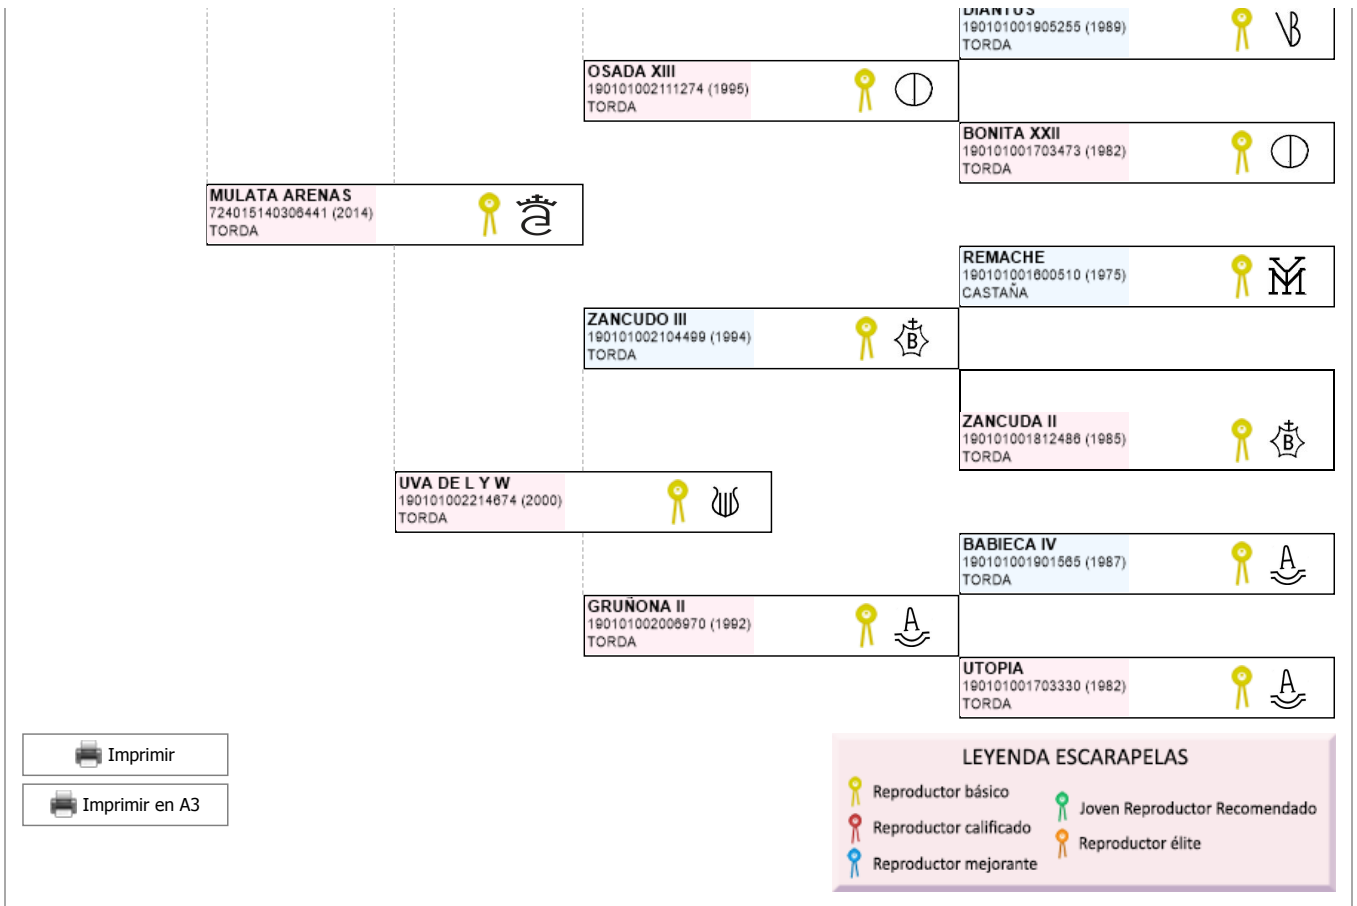 DIANTUS
190101001905255 (1989)
TORDA
OSADA XIII
190101002111274 (1995)
TORDA
BONITA XXII
190101001703473 (1982)
TORDA
MULATA ARENAS
724015140306441 (2014)
TORDA
REMACHE
190101001600510 (1975)
CASTAÑA
ZANCUDO III
190101002104499 (1994)
TORDA
ZANCUDA II
190101001812486 (1985)
TORDA
UVA DE L Y W
190101002214674 (2000)
TORDA
BABIECA IV
190101001901565 (1987)
TORDA
GRUÑONA II
190101002006970 (1992)
TORDA
UTOPIA
190101001703330 (1982)
TORDA
Imprimir
Imprimir en A3
LEYENDA ESCARAPELAS
Reproductor básico
Reproductor calificado
Reproductor mejorante
Joven Reproductor Recomendado
Reproductor élite